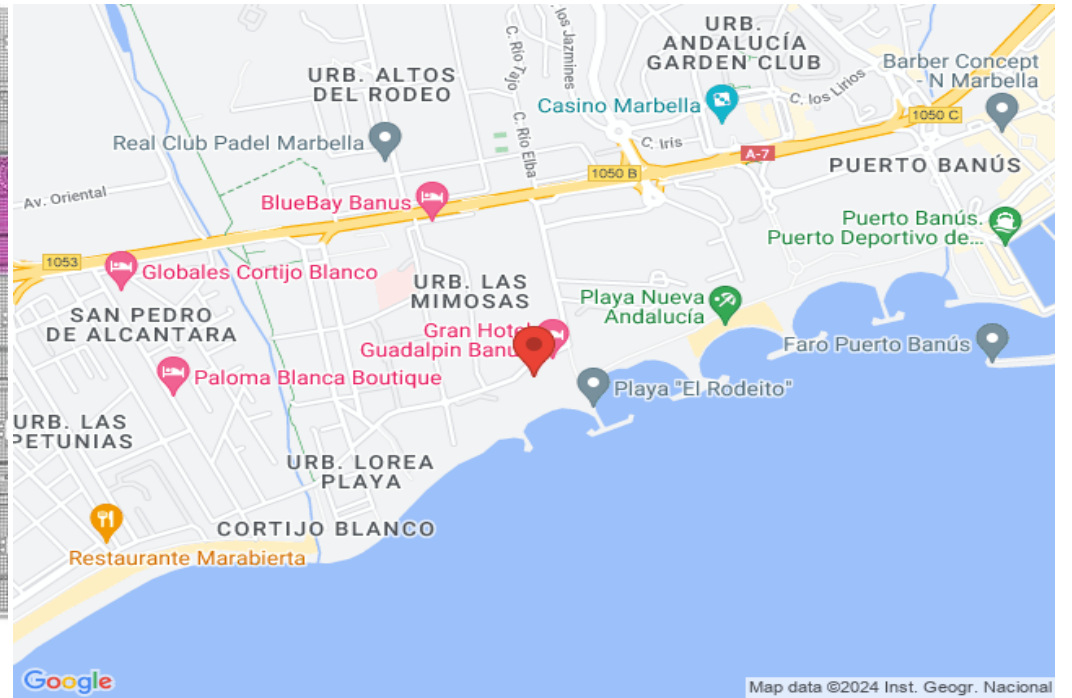 URB.
ANDALUCÍA
GARDEN CLUB
Barber Concept
- N Marbella
C. los Jazmines
C. Río Tajo
URB. ALTOS
DEL RODEO
Casino Marbella
C. los Lirios
1050 C
Real Club Padel Marbella
C. Río Elba
C. Iris
A-7
1050 B
PUERTO BANÚS
Av. Oriental
BlueBay Banus
Puerto Banús.
Puerto Deportivo de...
1053
Globales Cortijo Blanco
URB. LAS
MIMOSAS
SAN PEDRO
DE ALCANTARA
Playa Nueva
Andalucía
Gran Hotel
Guadalpin Banus
Faro Puerto Banús
Paloma Blanca Boutique
Playa "El Rodeito"
URB. LAS
PETUNIAS
URB. LOREA
PLAYA
CORTIJO BLANCO
Restaurante Marabierta
Google
Map data ©2024 Inst. Geogr. Nacional